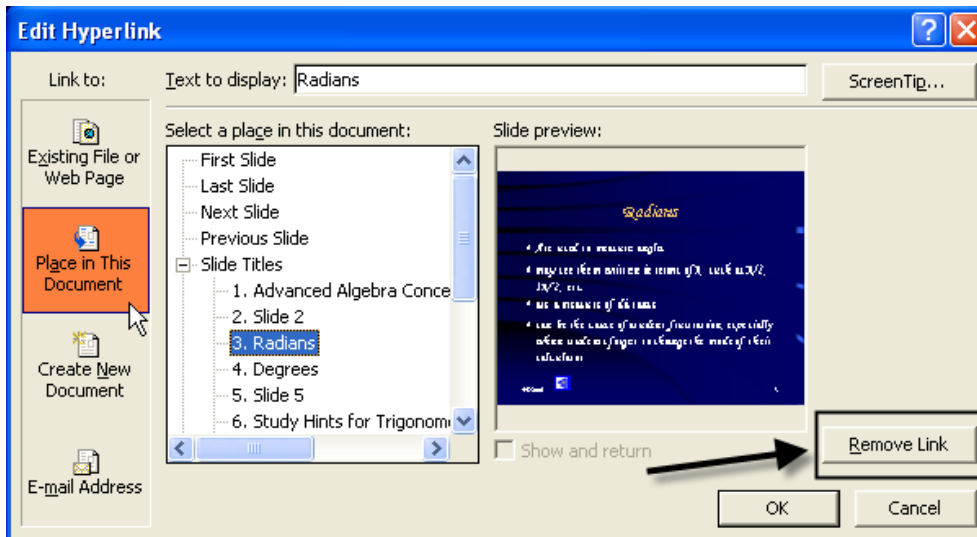 Edit Hyperlink
Link to:
Text to display: Radians
ScreenTip...
Existing File or
Web Page
Place in This
Document
Create New
Document
E-mail Address
Select a place in this document:
First Slide
Last Slide
Next Slide
Previous Slide
Slide Titles
1. Advanced Algebra Conce
2. Slide 2
3. Radians
4. Degrees
5. Slide 5
6. Study Hints for Trigonom
Slide preview:
Radians
Show and return
Remove Link
OK
Cancel